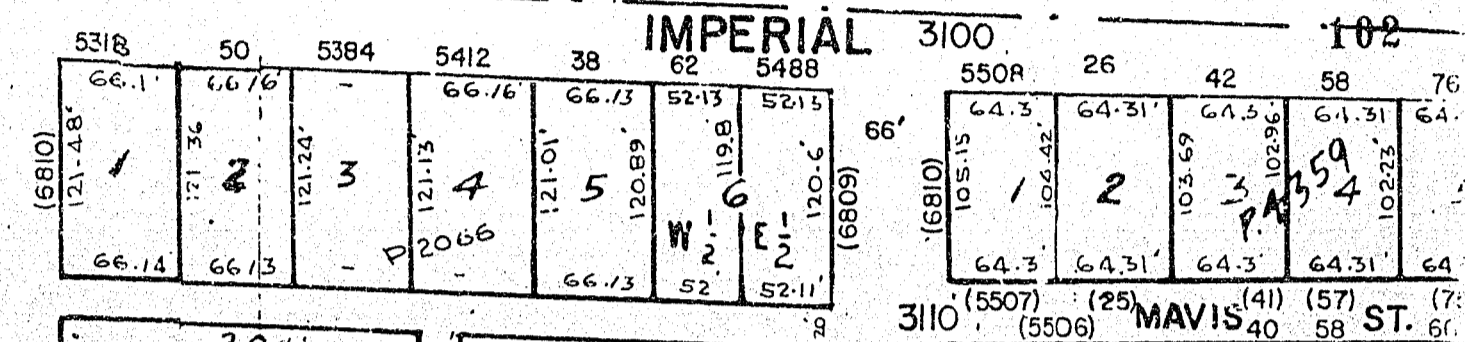 IMPERIAL 3100 102
5318 50 5384 5412 38 62 5488 5508 26 42 58 76
66.1' 66.16' - 66.16' 66.13 52.13 52.13 64.3' 64.31' 64.3' 64.31 64.
(6810) 121.48' 121.36 121.24' 121.13 121.01' 120.89' 119.8 120.6' (6809) 66' (6810) 105.15 104.42' 103.69 102.96' 102.23'
1 2 3 4 5 6 1 2 3 4
W 1/2 E 1/2
P 2066 P.A. 359
66.14 66.13 - - 66.13 52' 52.11' 64.3' 64.31' 64.3' 64.31' 64
3110 (5507) (25) MAVIS (41) (57) ST.
(5506) 40 58
20